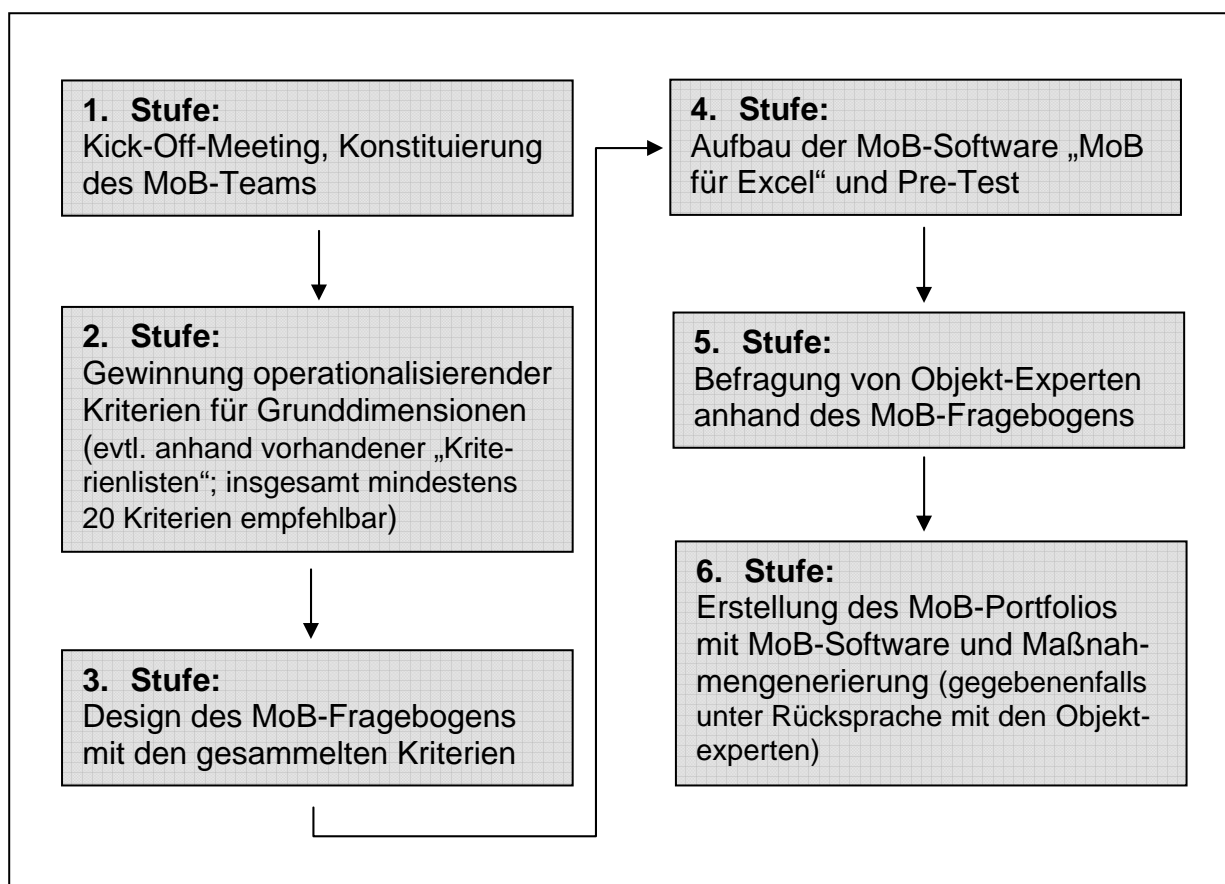 1. Stufe:
Kick-Off-Meeting, Konstituierung
des MoB-Teams
2. Stufe:
Gewinnung operationalisierender
Kriterien für Grunddimensionen
(evtl. anhand vorhandener „Krite-
rienlisten“; insgesamt mindestens
20 Kriterien empfehlbar)
3. Stufe:
Design des MoB-Fragebogens
mit den gesammelten Kriterien
4. Stufe:
Aufbau der MoB-Software „MoB
für Excel“ und Pre-Test
5. Stufe:
Befragung von Objekt-Experten
anhand des MoB-Fragebogens
6. Stufe:
Erstellung des MoB-Portfolios
mit MoB-Software und Maßnah-
mengenerierung (gegebenenfalls
unter Rücksprache mit den Objekt-
experten)